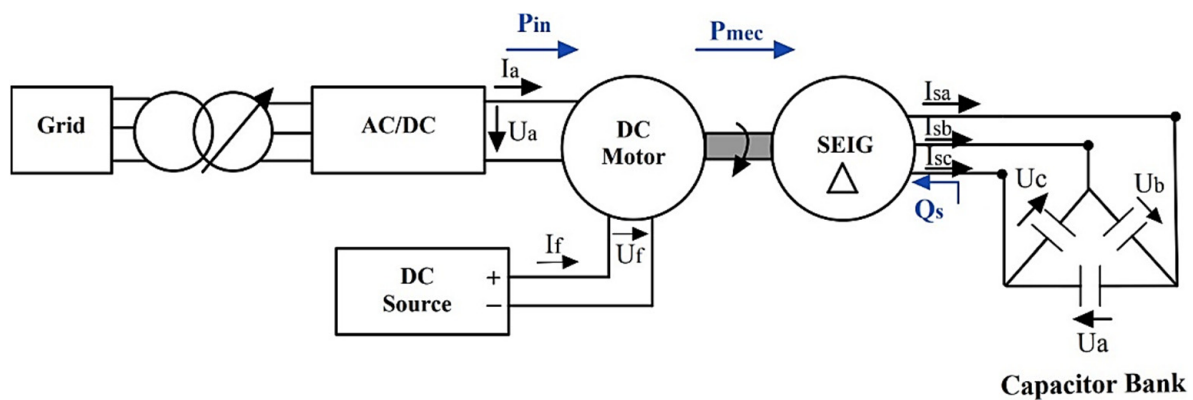 Pin
Pmec
Ia
Isa
Grid
AC/DC
Ua
DC
Motor
SEIG
Isb
Isc
Uc
Ub
Qs
If
Uf
DC
Source
+
−
Ua
Capacitor Bank